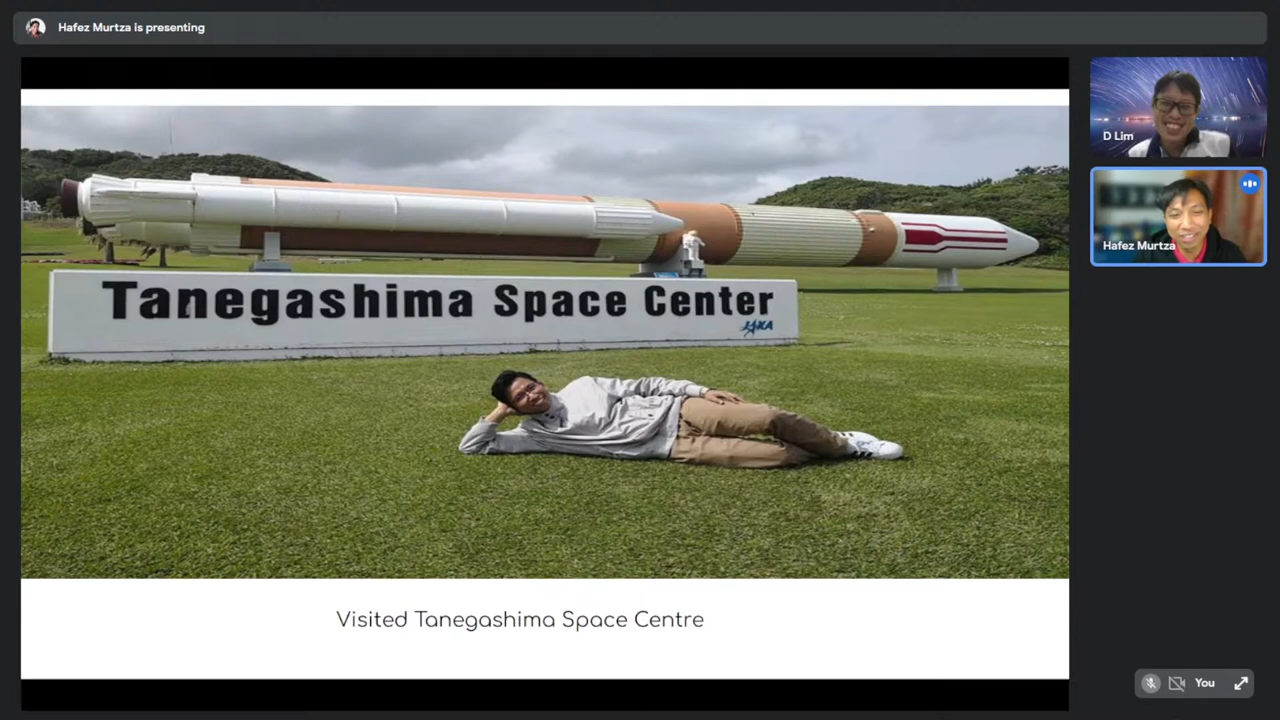 Hafez Murtza is presenting
Tanegashima Space Center
JAXA
Visited Tanegashima Space Centre
D Lim
Hafez Murtza
You